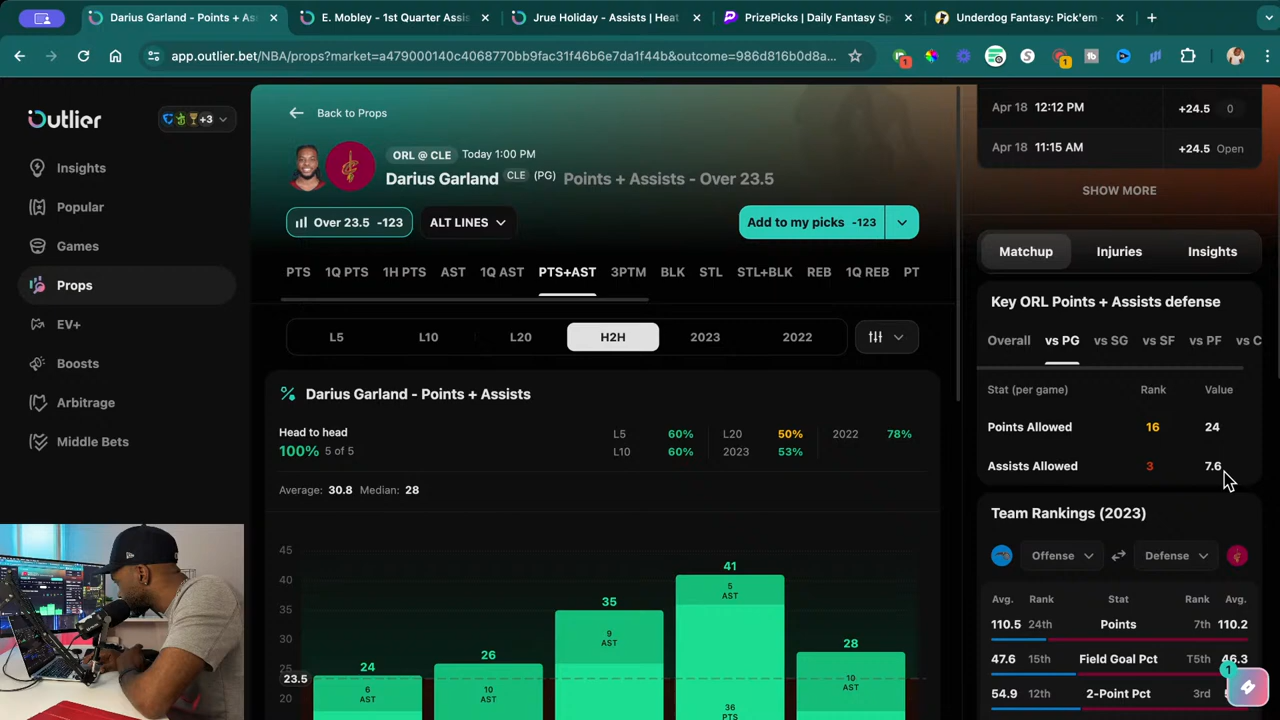 Darius Garland - Points + As
E. Mobley - 1st Quarter Assis
Jrue Holiday - Assists | Heat
PrizePicks | Daily Fantasy Sp
Underdog Fantasy: Pick'em
app.outlier.bet/NBA/props?market=a479000140c4068770bb9fac31f46b6e7da1f44b&outcome=986d816b0d8a...
Outlier
+3
Insights
Popular
Games
Props
EV+
Boosts
Arbitrage
Middle Bets
Back to Props
ORL @ CLE Today 1:00 PM
Darius Garland CLE (PG) Points + Assists - Over 23.5
Over 23.5 -123
ALT LINES
Add to my picks -123
PTS 1Q PTS 1H PTS AST 1Q AST PTS+AST 3PTM BLK STL STL+BLK REB 1Q REB PT
L5 L10 L20 H2H 2023 2022
Darius Garland - Points + Assists
Head to head
100% 5 of 5
L5 60% L20 50% 2022 78%
L10 60% 2023 53%
Average: 30.8 Median: 28
45
40
35
30
25
23.5
20
24
6
AST
26
10
AST
35
9
AST
41
5
AST
36
PTS
28
10
AST
Apr 18 12:12 PM +24.5 0
Apr 18 11:15 AM +24.5 Open
SHOW MORE
Matchup Injuries Insights
Key ORL Points + Assists defense
Overall vs PG vs SG vs SF vs PF vs C
Stat (per game) Rank Value
Points Allowed 16 24
Assists Allowed 3 7.6
Team Rankings (2023)
Offense Defense
Avg. Rank Stat Rank Avg.
110.5 24th Points 7th 110.2
47.6 15th Field Goal Pct T5th 46.3
54.9 12th 2-Point Pct 3rd
1